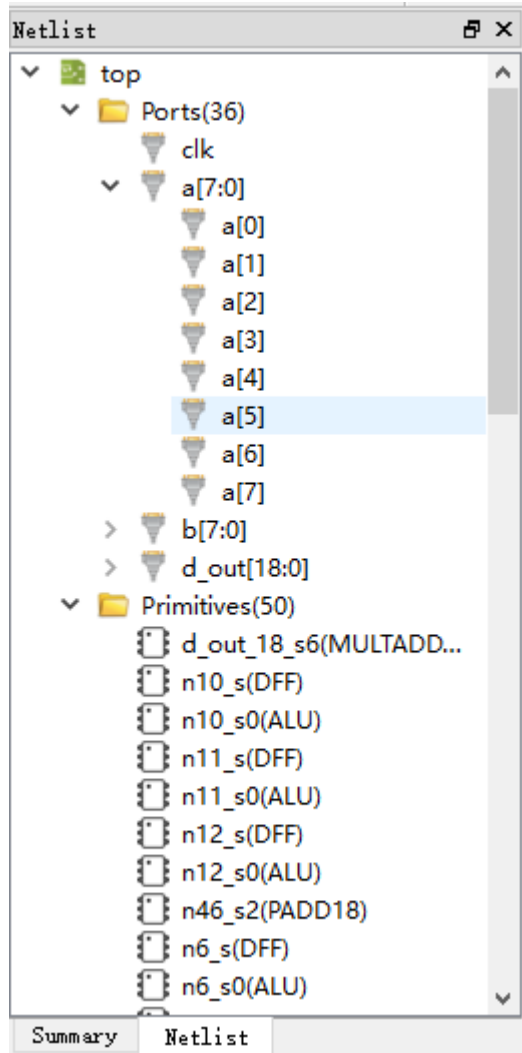 Netlist
top
Ports(36)
clk
a[7:0]
a[0]
a[1]
a[2]
a[3]
a[4]
a[5]
a[6]
a[7]
b[7:0]
d_out[18:0]
Primitives(50)
d_out_18_s6(MULTADD...
n10_s(DFF)
n10_s0(ALU)
n11_s(DFF)
n11_s0(ALU)
n12_s(DFF)
n12_s0(ALU)
n46_s2(PADD18)
n6_s(DFF)
n6_s0(ALU)
Summary Netlist